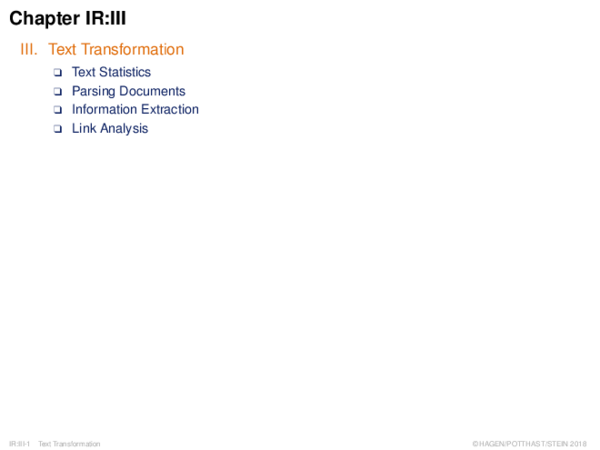 Chapter IR:III
III. Text Transformation
❑ Text Statistics
❑ Parsing Documents
❑ Information Extraction
❑ Link Analysis
IR:III-1 Text Transformation ©HAGEN/POTTHAST/STEIN 2018